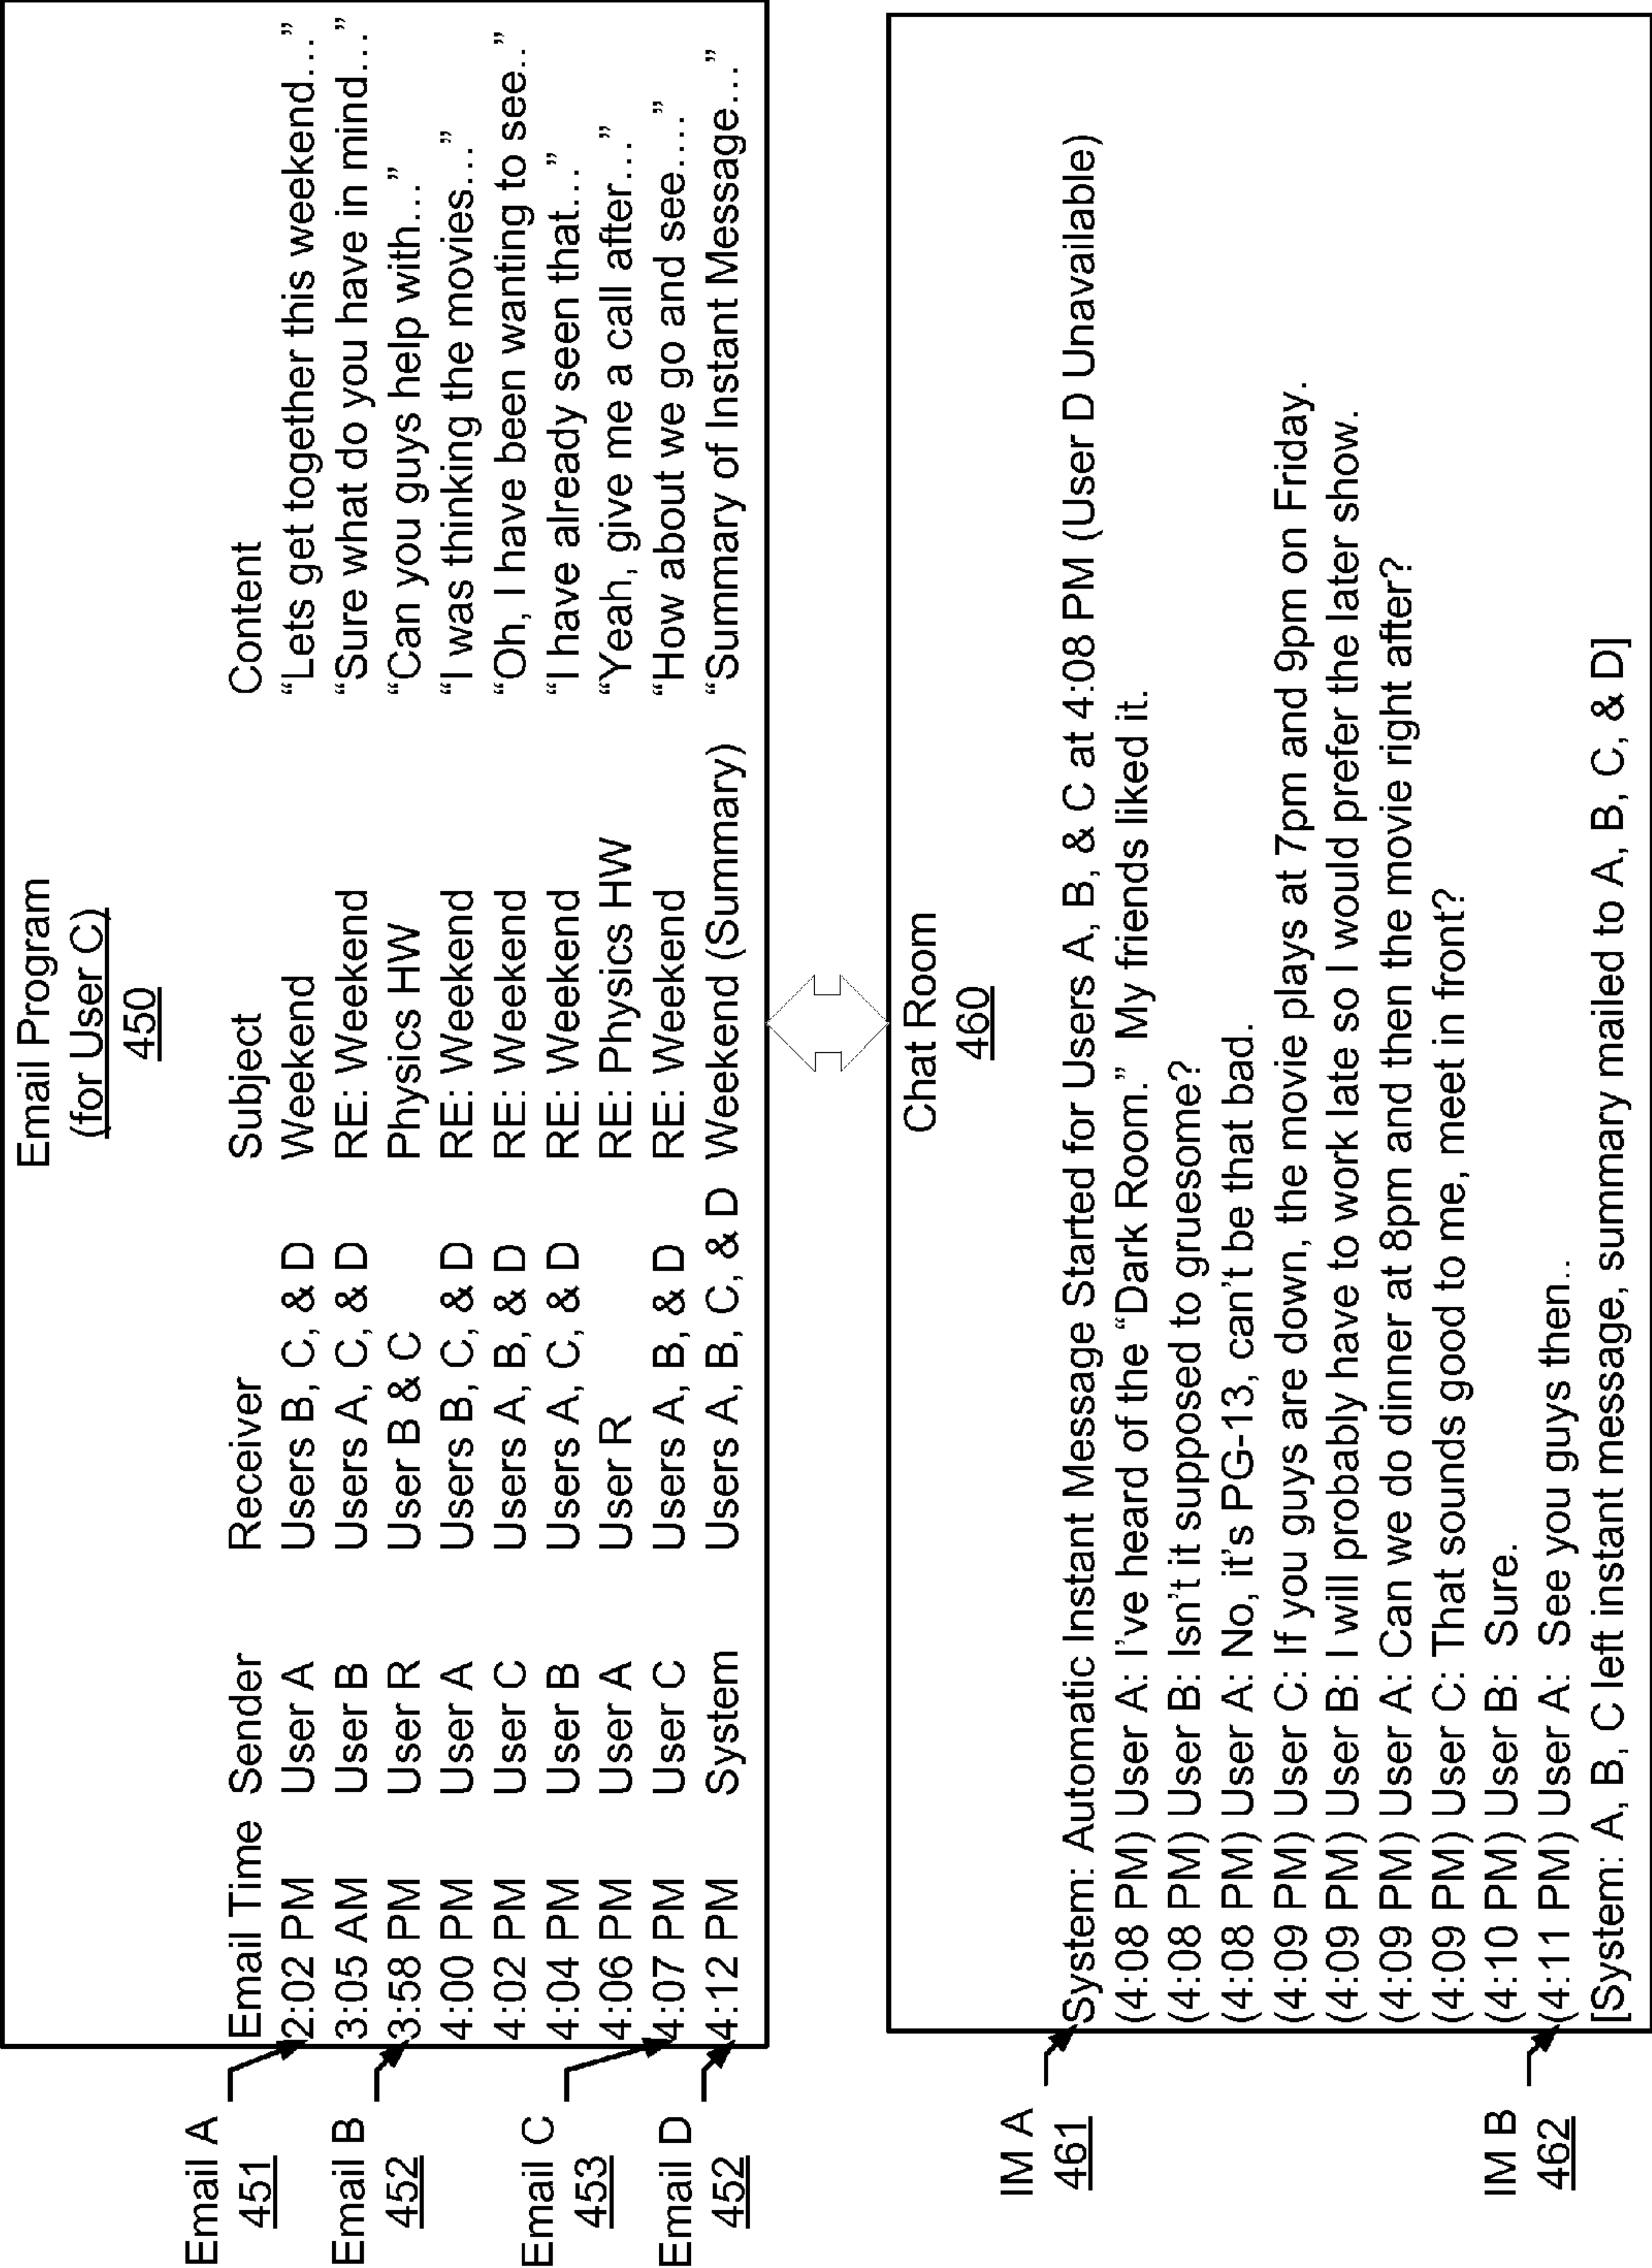 Email Program
(for User C)
450
Email Time Sender Receiver Subject Content
2:02 PM User A Users B, C, & D Weekend “Lets get together this weekend…”
3:05 AM User B Users A, C, & D RE: Weekend “Sure what do you have in mind…”
3:58 PM User R User B & C Physics HW “Can you guys help with…”
4:00 PM User A Users B, C, & D RE: Weekend “I was thinking the movies…”
4:02 PM User C Users A, B, & D RE: Weekend “Oh, I have been wanting to see..”
4:04 PM User B Users A, C, & D RE: Weekend “I have already seen that…”
4:06 PM User A User R RE: Physics HW “Yeah, give me a call after…”
4:07 PM User C Users A, B, & D RE: Weekend “How about we go and see….”
4:12 PM System Users A, B, C, & D Weekend (Summary) “Summary of Instant Message…”
Email A
451
Email B
452
Email C
453
Email D
452
Chat Room
460
System: Automatic Instant Message Started for Users A, B, & C at 4:08 PM (User D Unavailable)
(4:08 PM) User A: I’ve heard of the “Dark Room.” My friends liked it.
(4:08 PM) User B: Isn’t it supposed to gruesome?
(4:08 PM) User A: No, it’s PG-13, can’t be that bad.
(4:09 PM) User C: If you guys are down, the movie plays at 7pm and 9pm on Friday.
(4:09 PM) User B: I will probably have to work late so I would prefer the later show.
(4:09 PM) User A: Can we do dinner at 8pm and then the movie right after?
(4:09 PM) User C: That sounds good to me, meet in front?
(4:10 PM) User B: Sure.
(4:11 PM) User A: See you guys then..
[System: A, B, C left instant message, summary mailed to A, B, C, & D]
IM A
461
IM B
462